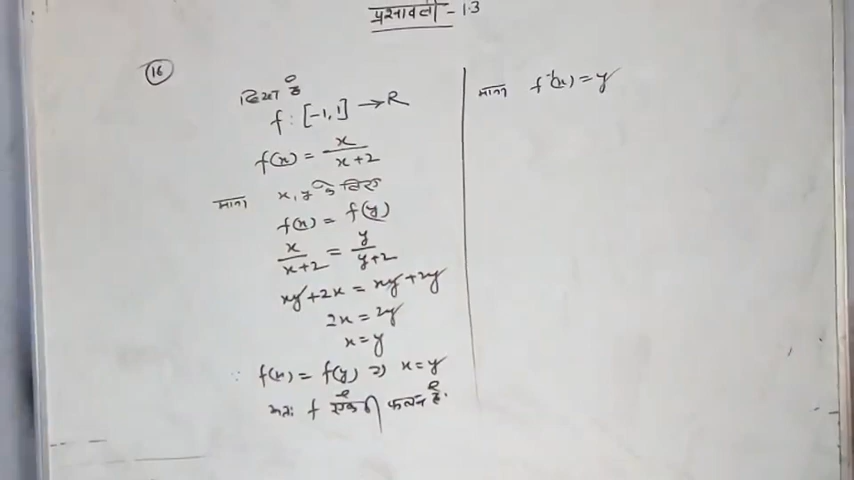 प्रश्नावली - 1.3
16
दिया है
f : [-1, 1] → R
f(x) = x/(x+2)
माना x, y के लिए
f(x) = f(y)
x/(x+2) = y/(y+2)
xy + 2x = xy + 2y
2x = 2y
x = y
∵ f(x) = f(y) ⇒ x = y
अतः f एकैकी फलन है.
माना f⁻¹(x) = y